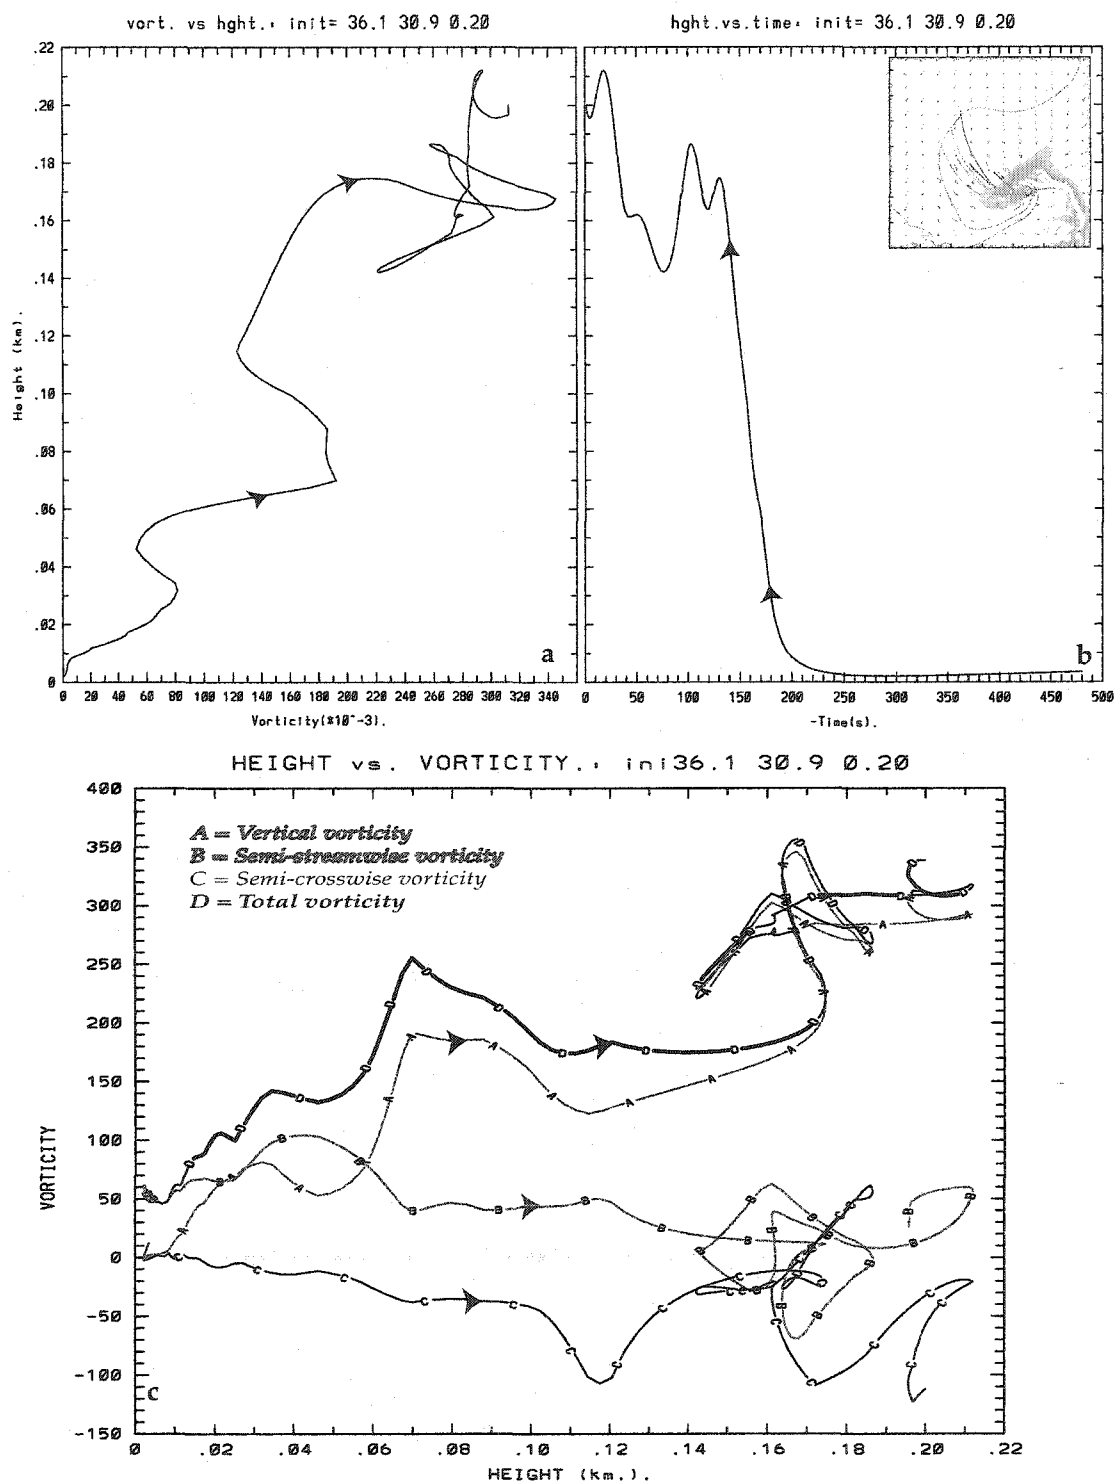 vort. vs hght.: init= 36.1 30.9 0.20
hght.vs.time: init= 36.1 30.9 0.20
.22
.20
.18
.16
.14
.12
.10
.08
.06
.04
.02
0
Height (km).
0 20 40 60 80 100 120 140 160 180 200 220 240 260 280 300 320 340
Vorticity(*10^-3).
a
0 50 100 150 200 250 300 350 400 450 500
-Time(s).
b
HEIGHT vs. VORTICITY.: ini36.1 30.9 0.20
A = Vertical vorticity
B = Semi-streamwise vorticity
C = Semi-crosswise vorticity
D = Total vorticity
400
350
300
250
200
150
100
50
0
-50
-100
-150
VORTICITY
c
0 .02 .04 .06 .08 .10 .12 .14 .16 .18 .20 .22
HEIGHT (km.).